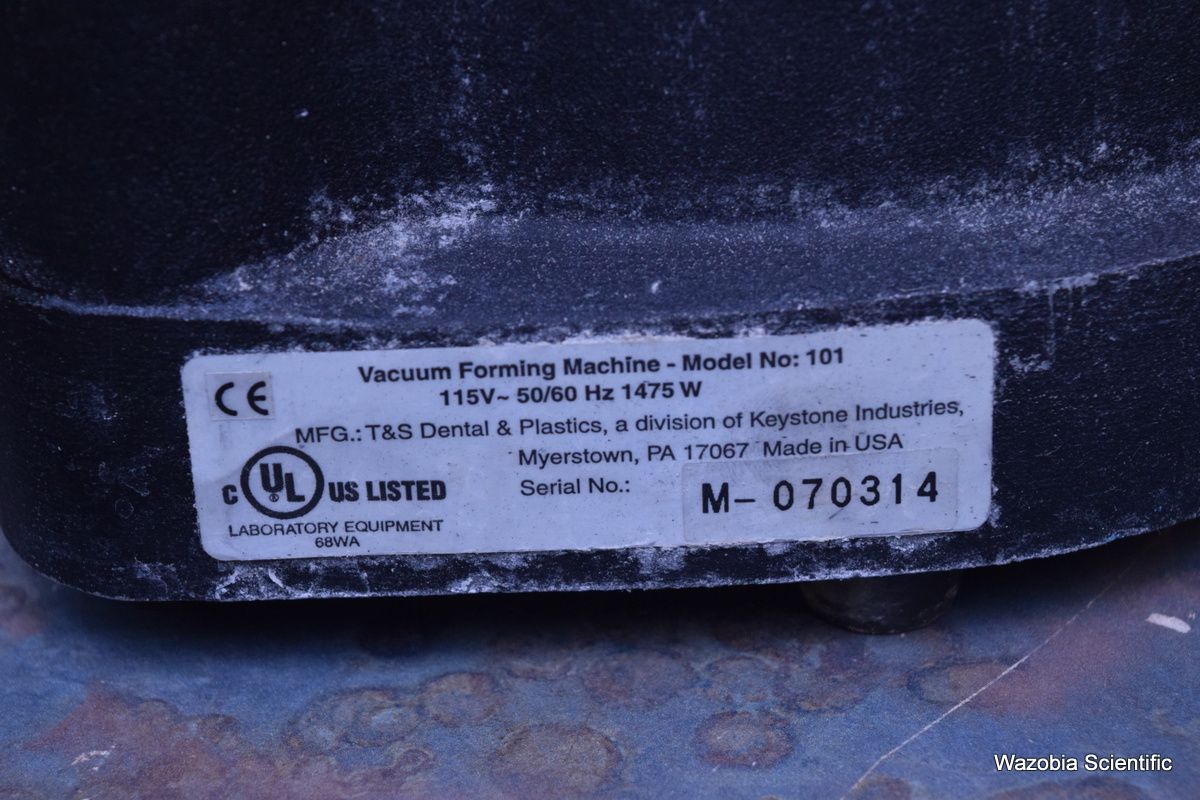 Vacuum Forming Machine - Model No: 101
CE
115V~ 50/60 Hz 1475 W
MFG.: T&S Dental & Plastics, a division of Keystone Industries,
Myerstown, PA 17067 Made in USA
C UL ® US LISTED
Serial No.: M- 070314
LABORATORY EQUIPMENT
68WA
Wazobia Scientific